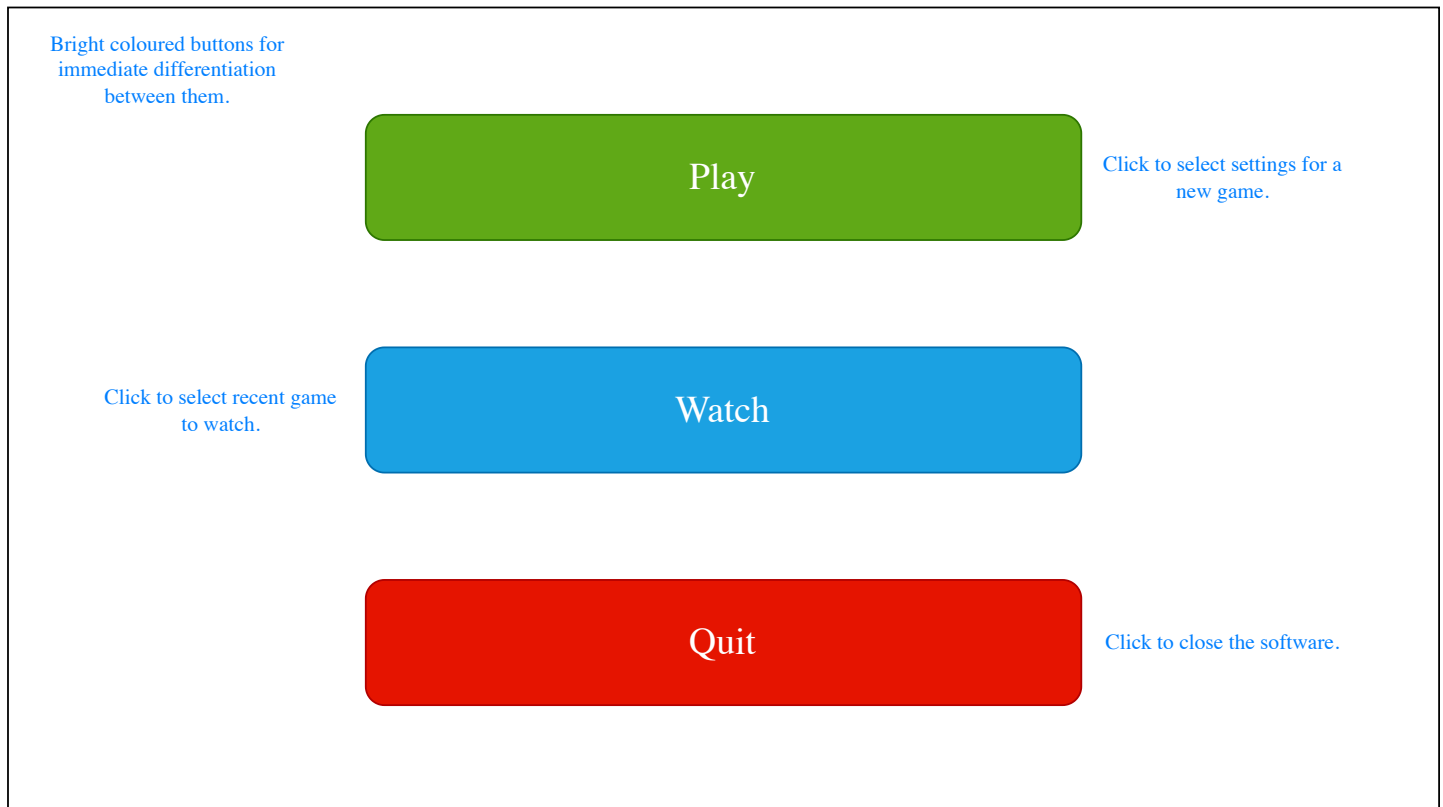 Bright coloured buttons for
immediate differentiation
between them.
Play
Click to select settings for a
new game.
Click to select recent game
to watch.
Watch
Quit
Click to close the software.